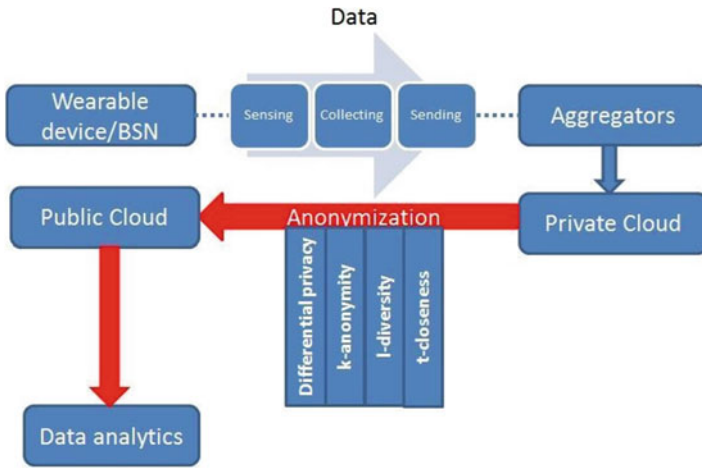 Data
Wearable
device/BSN
Sensing
Collecting
Sending
Aggregators
Public Cloud
Anonymization
Private Cloud
Differential privacy
k-anonymity
l-diversity
t-closeness
Data analytics